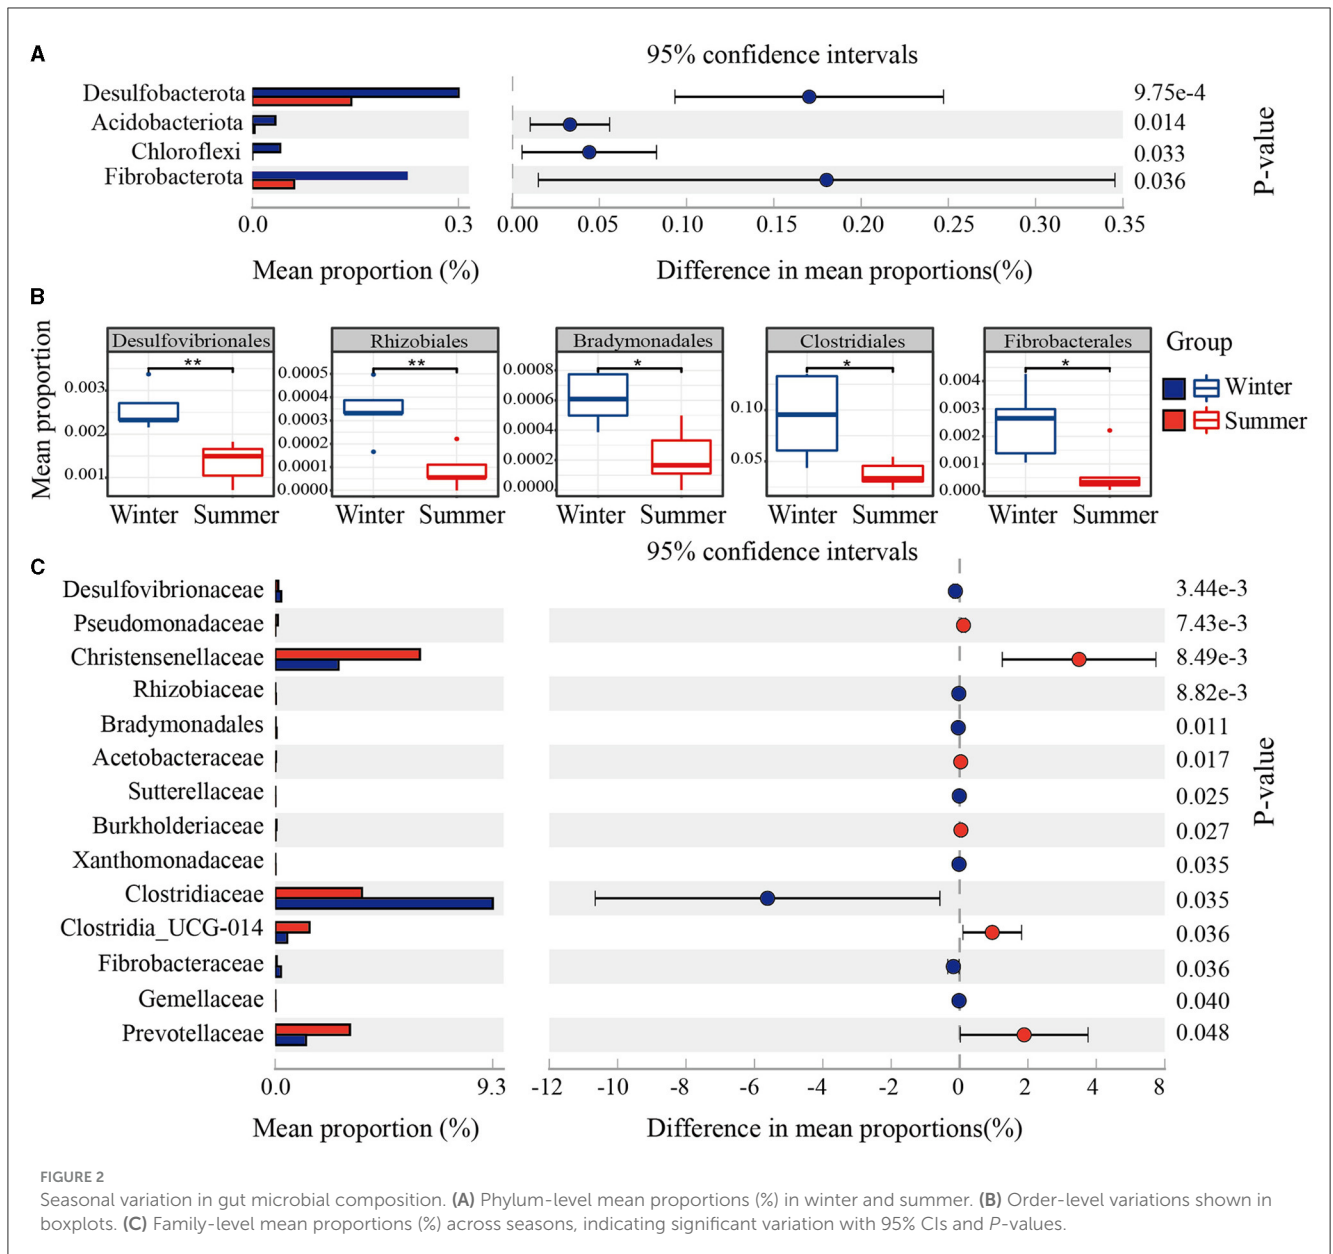 A
95% confidence intervals
Desulfobacterota
Acidobacteriota
Chloroflexi
Fibrobacterota
9.75e-4
0.014
0.033
0.036
P-value
0.0 0.3
0.00 0.05 0.10 0.15 0.20 0.25 0.30 0.35
Mean proportion (%)
Difference in mean proportions(%)
B
Mean proportion
Desulfovibrionales
**
0.003
0.002
0.001
Winter Summer
Rhizobiales
**
0.0005
0.0004
0.0003
0.0002
0.0001
0.0000
Winter Summer
Bradymonadales
*
0.0008
0.0006
0.0004
0.0002
0.0000
Winter Summer
Clostridiales
*
0.10
0.05
Winter Summer
Fibrobacterales
*
0.004
0.003
0.002
0.001
0.000
Winter Summer
Group
Winter
Summer
C
95% confidence intervals
Desulfovibrionaceae 3.44e-3
Pseudomonadaceae 7.43e-3
Christensenellaceae 8.49e-3
Rhizobiaceae 8.82e-3
Bradymonadales 0.011
Acetobacteraceae 0.017
Sutterellaceae 0.025
Burkholderiaceae 0.027
Xanthomonadaceae 0.035
Clostridiaceae 0.035
Clostridia_UCG-014 0.036
Fibrobacteraceae 0.036
Gemellaceae 0.040
Prevotellaceae 0.048
P-value
0.0 9.3
-12 -10 -8 -6 -4 -2 0 2 4 8
Mean proportion (%)
Difference in mean proportions(%)
FIGURE 2
Seasonal variation in gut microbial composition. (A) Phylum-level mean proportions (%) in winter and summer. (B) Order-level variations shown in
boxplots. (C) Family-level mean proportions (%) across seasons, indicating significant variation with 95% CIs and P-values.